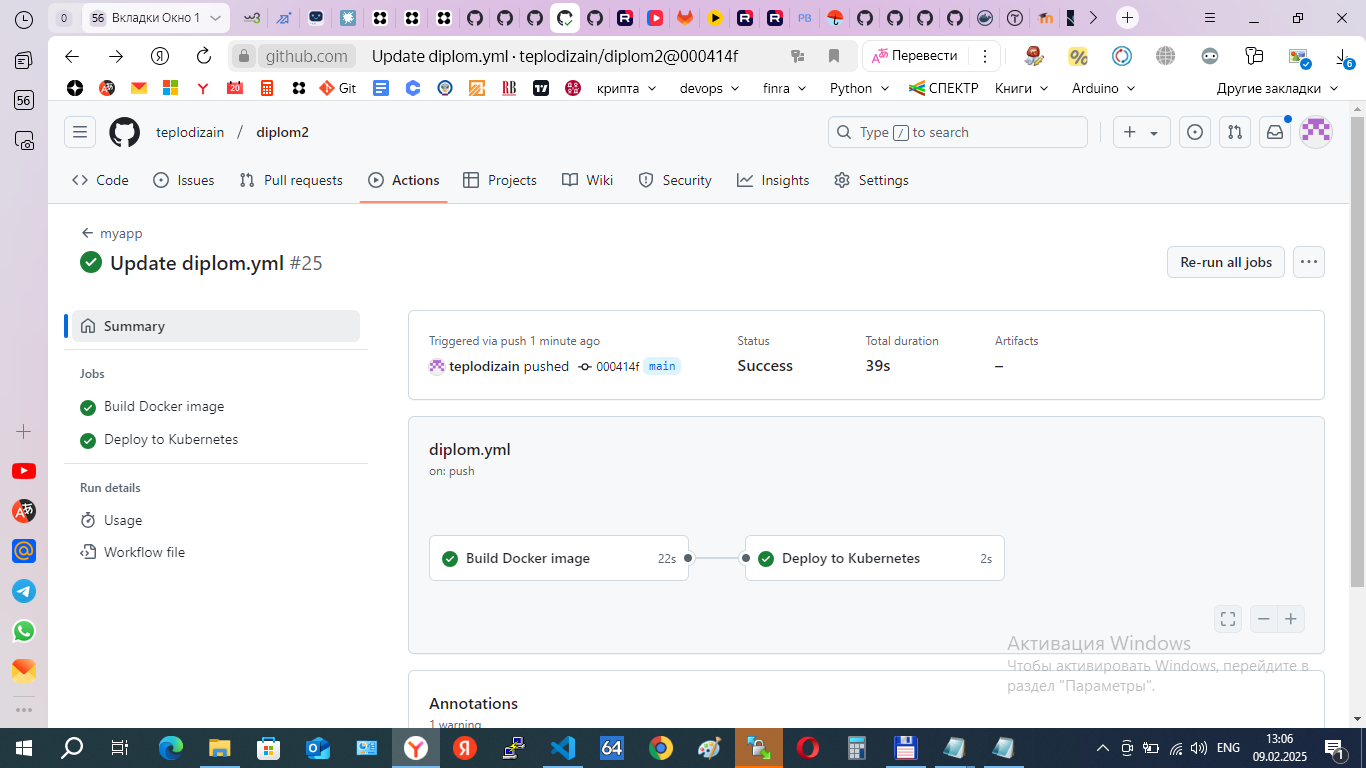 56 Вкладки Окно 1
github.com Update diplom.yml · teplodizain/diplom2@000414f Перевести
56
Git крипта devops finra Python СПЕКТР Книги Arduino Другие закладки
teplodizain / diplom2 Type / to search
Code Issues Pull requests Actions Projects Wiki Security Insights Settings
myapp
Update diplom.yml #25 Re-run all jobs
Summary
Jobs
Build Docker image
Deploy to Kubernetes
Run details
Usage
Workflow file
Triggered via push 1 minute ago Status Total duration Artifacts
teplodizain pushed 000414f main Success 39s –
diplom.yml
on: push
Build Docker image 22s Deploy to Kubernetes 2s
Активация Windows
Чтобы активировать Windows, перейдите в
раздел "Параметры".
Annotations
1 warning
64 ENG 13:06
09.02.2025 1